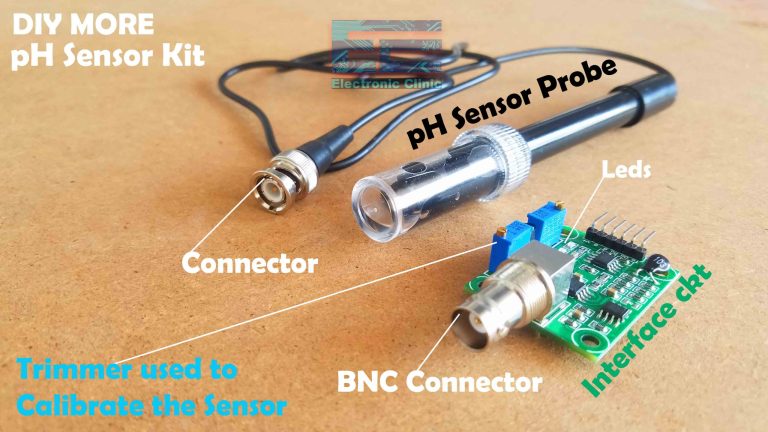 DIY MORE
pH Sensor Kit
Electronic Clinic
pH Sensor Probe
Leds
Connector
Interface ckt
Trimmer used to
Calibrate the Sensor
BNC Connector